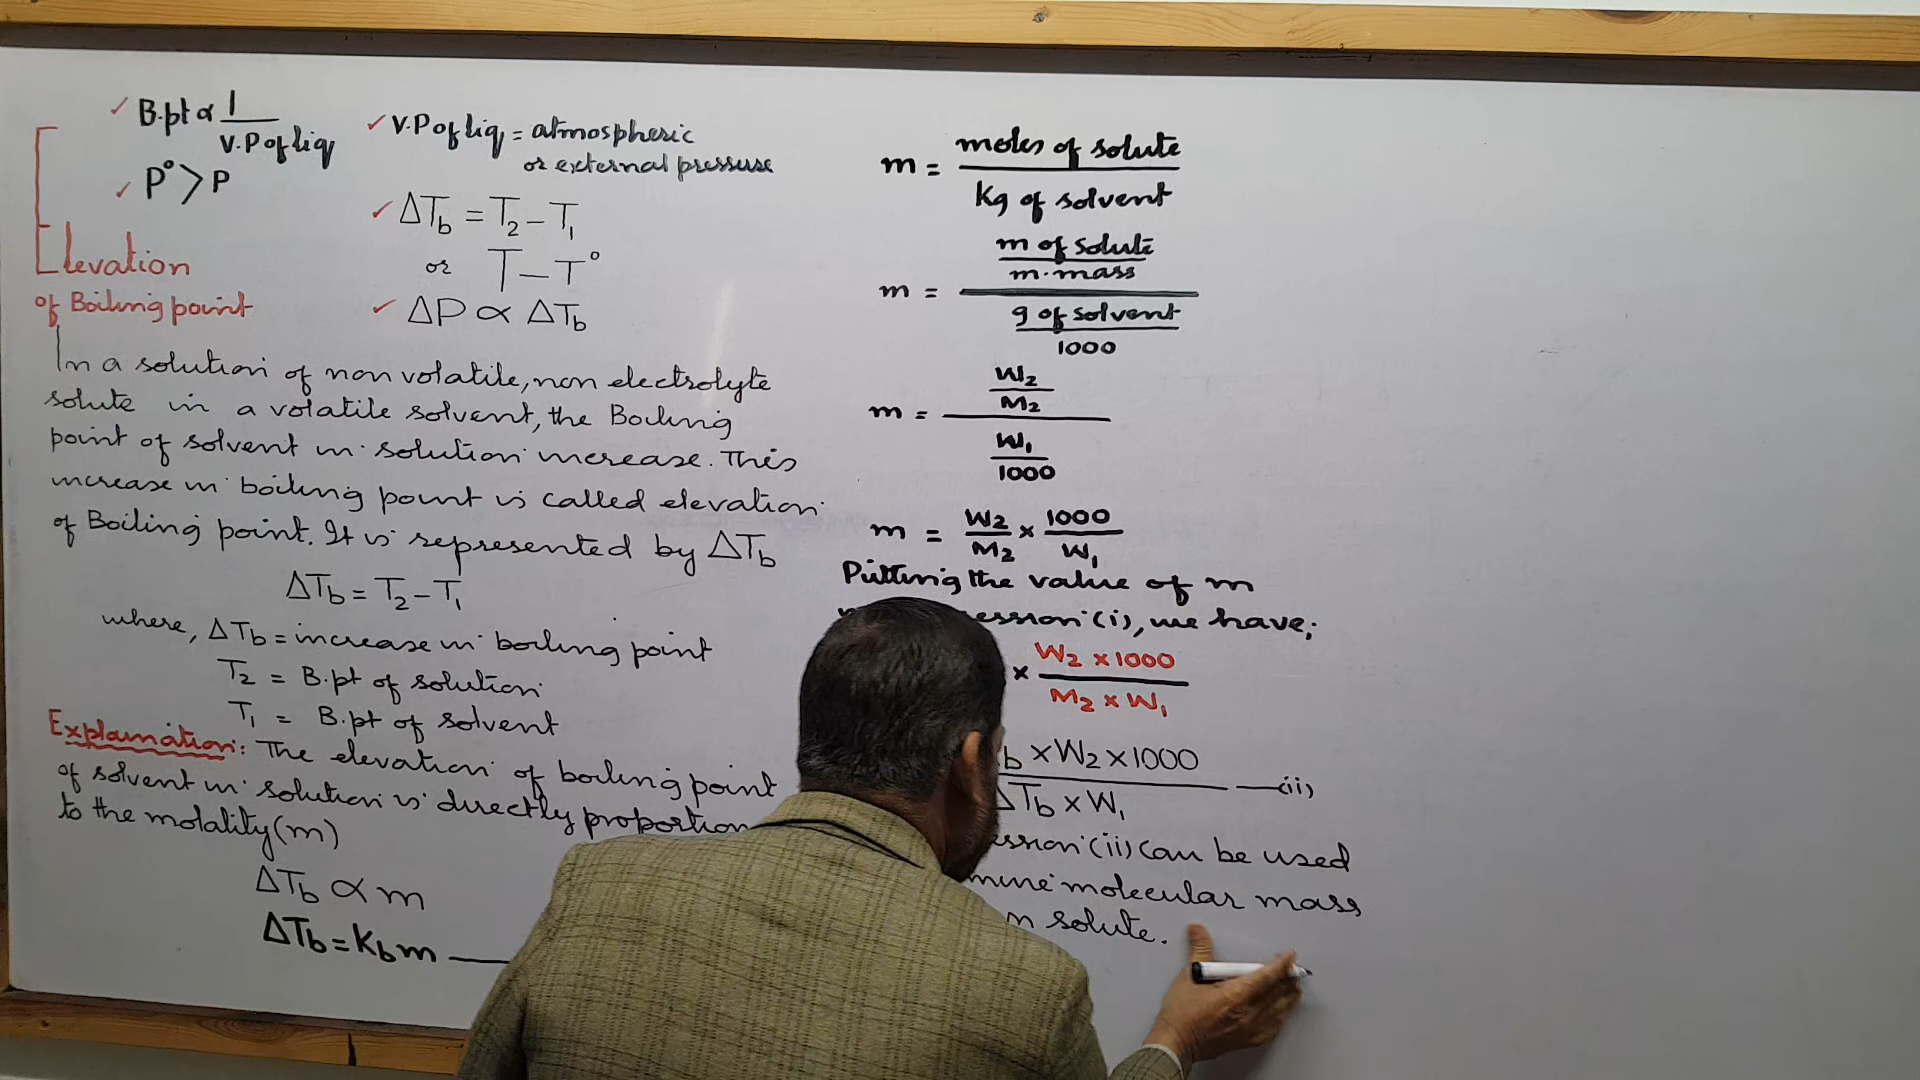 ✓ B.pt ∝ 1 / V.P of liq
✓ P° > P
Elevation
of Boiling point
✓ V.P of liq = atmospheric
or external pressure
✓ ΔTb = T2 – T1
or T – T°
✓ ΔP ∝ ΔTb
In a solution of non volatile, non electrolyte
solute in a volatile solvent, the Boiling
point of solvent in solution increase. This
increase in boiling point is called elevation
of Boiling point. It is represented by ΔTb
ΔTb = T2 – T1
where, ΔTb = increase in boiling point
T2 = B.pt of solution
T1 = B.pt of solvent
Explanation: The elevation of boiling point
of solvent in solution is directly proportion
to the molality (m)
ΔTb ∝ m
ΔTb = Kbm
m = moles of solute / Kg of solvent
m = (m of solute / m.mass) / (g of solvent / 1000)
m = (W2 / M2) / (W1 / 1000)
m = W2 / M2 × 1000 / W1
Putting the value of m
ession (i), we have;
× W2 × 1000 / M2 × W1
b × W2 × 1000 / ΔTb × W1 — (ii)
ession (ii) can be used
mine molecular mass
n solute.